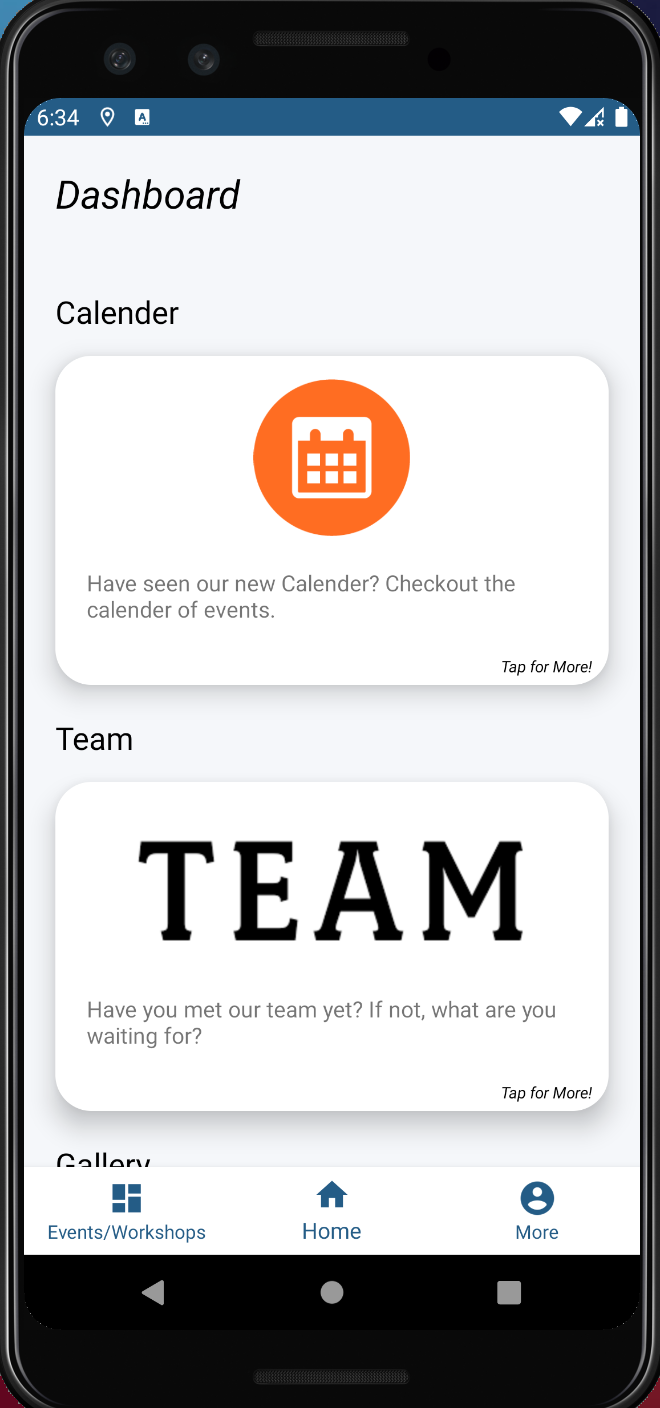 6:34
Dashboard
Calender
Have seen our new Calender? Checkout the
calender of events.
Tap for More!
Team
TEAM
Have you met our team yet? If not, what are you
waiting for?
Tap for More!
Gallery
Events/Workshops
Home
More